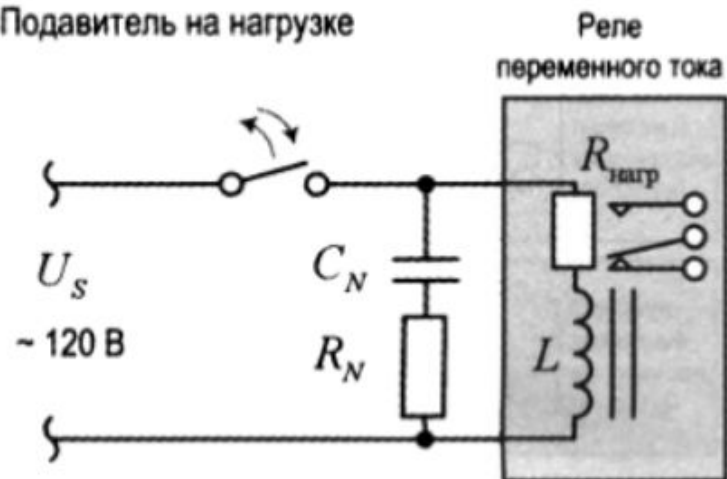 Подавитель на нагрузке
Реле
переменного тока
R нагр
U S
C N
~ 120 В
R N
L